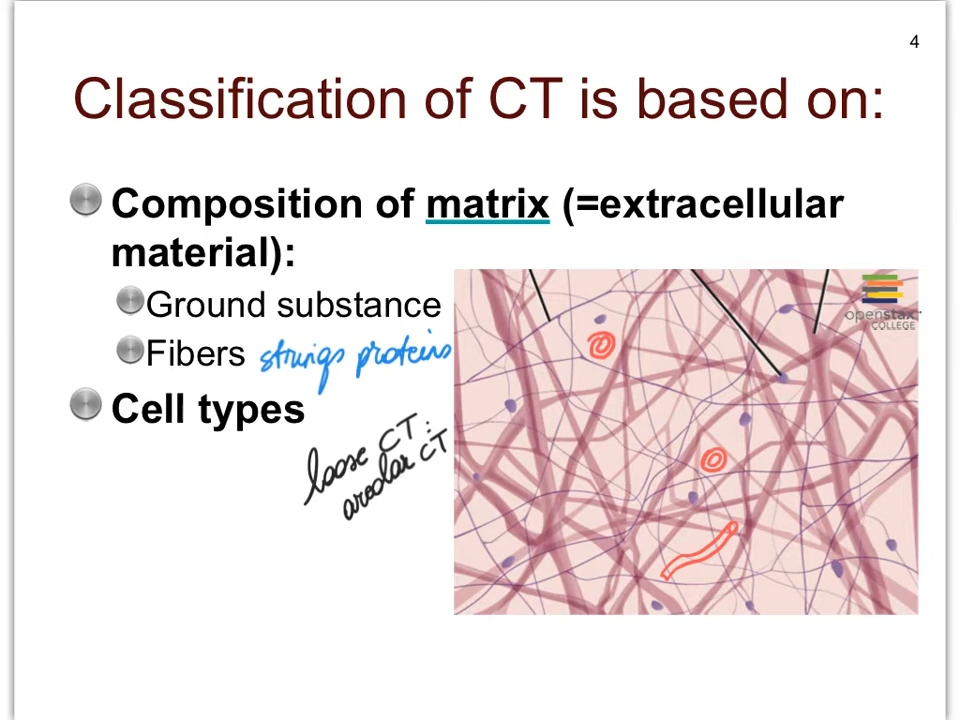 4
Classification of CT is based on:
Composition of matrix (=extracellular
material):
Ground substance
Fibers strings proteins
Cell types
loose CT:
areolar CT
openstax
COLLEGE